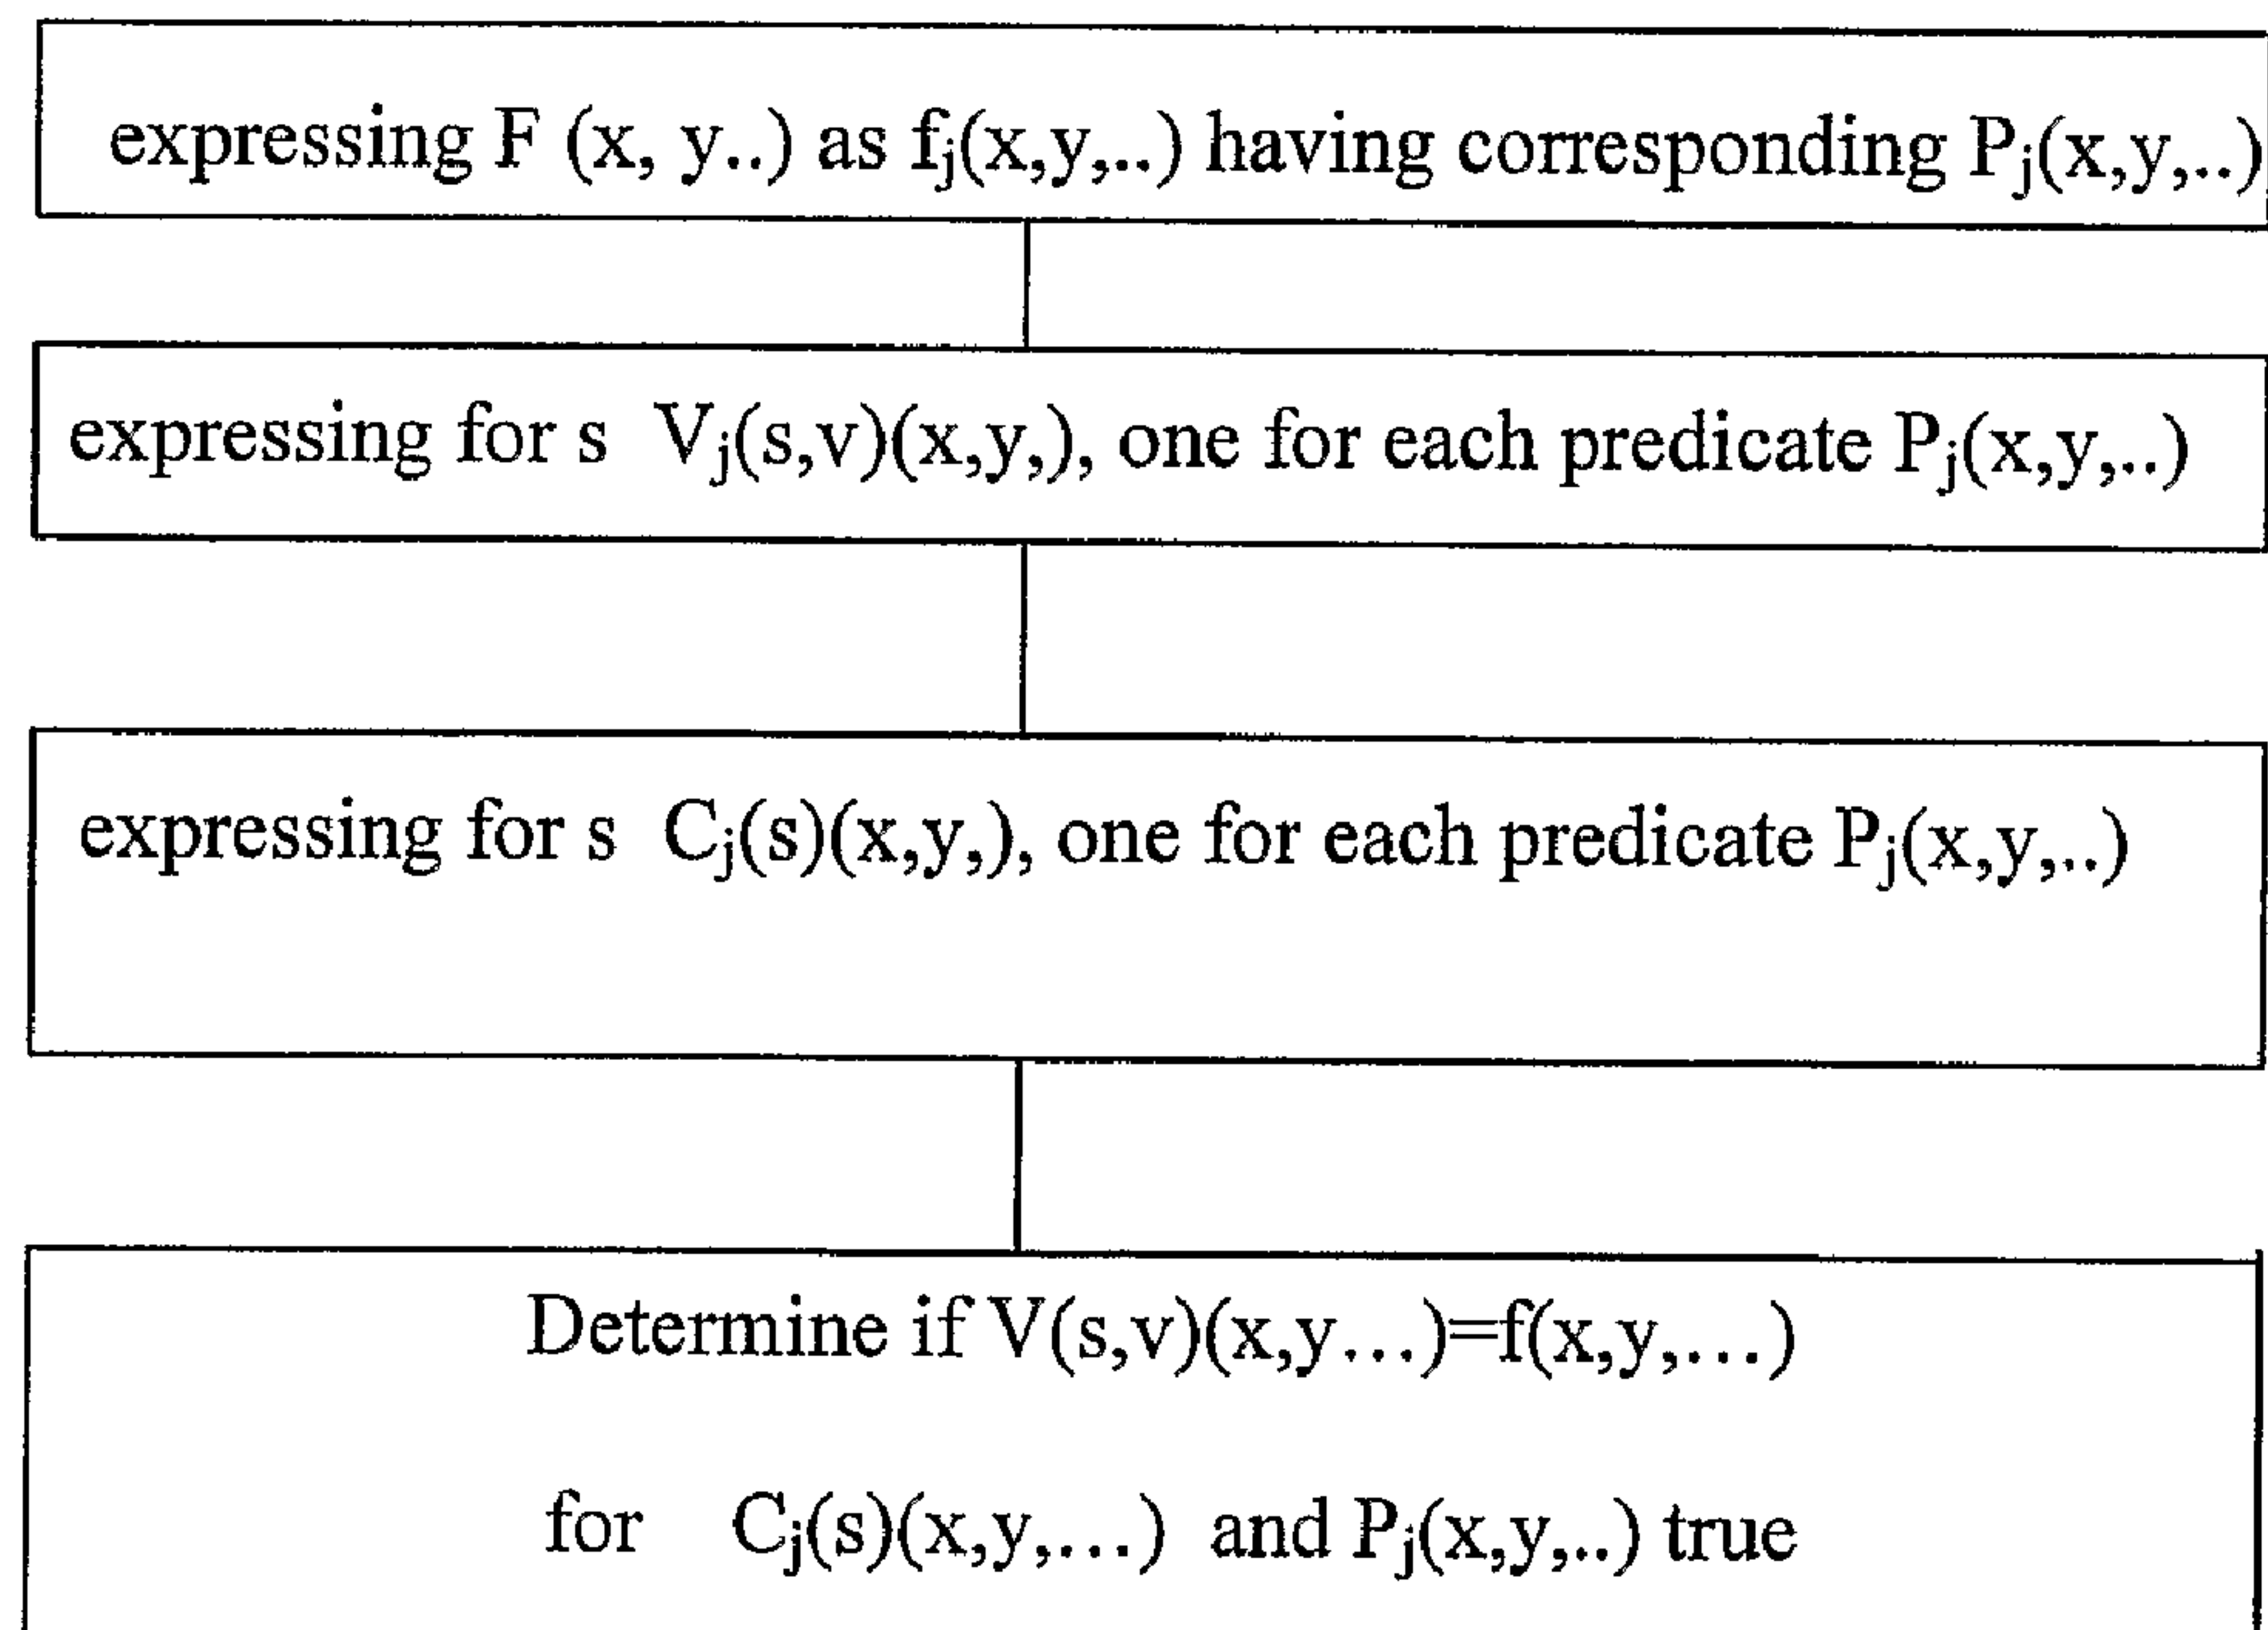 expressing F (x, y..) as fj(x,y,..) having corresponding Pj(x,y,..)
expressing for s Vj(s,v)(x,y,), one for each predicate Pj(x,y,..)
expressing for s Cj(s)(x,y,), one for each predicate Pj(x,y,..)
Determine if V(s,v)(x,y...)=f(x,y,...)
for Cj(s)(x,y,...) and Pj(x,y,..) true